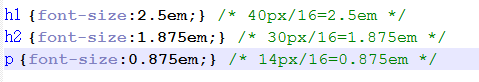 h1 {font-size:2.5em;} /* 40px/16=2.5em */
h2 {font-size:1.875em;} /* 30px/16=1.875em */
p {font-size:0.875em;} /* 14px/16=0.875em */